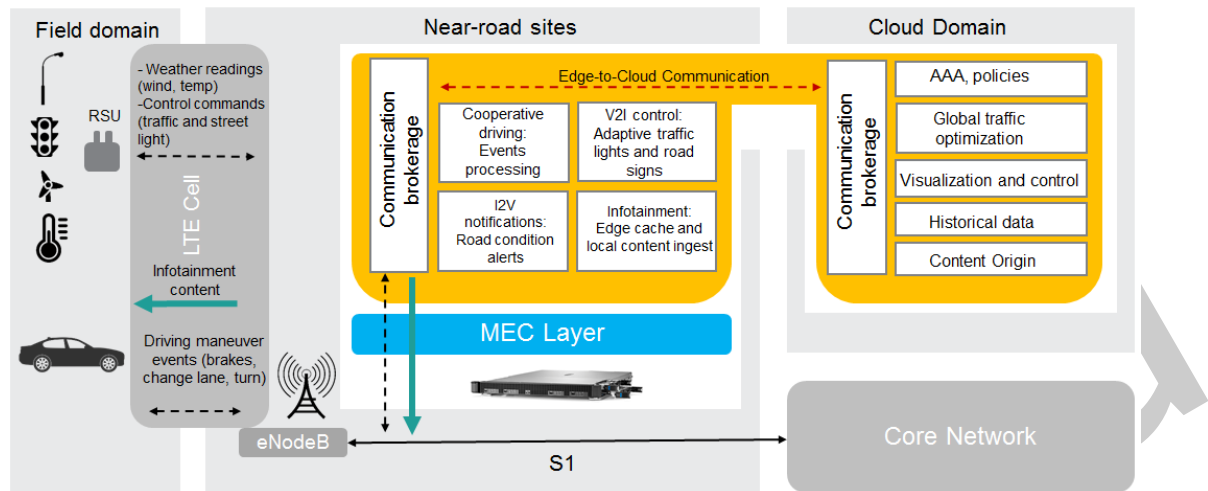 Field domain
Near-road sites
Cloud Domain
RSU
- Weather readings
(wind, temp)
-Control commands
(traffic and street
light)
LTE Cell
Infotainment
content
Driving maneuver
events (brakes,
change lane, turn)
eNodeB
Communication
brokerage
Edge-to-Cloud Communication
Cooperative
driving:
Events
processing
V2I control:
Adaptive traffic
lights and road
signs
I2V
notifications:
Road condition
alerts
Infotainment:
Edge cache and
local content ingest
MEC Layer
Communication
brokerage
AAA, policies
Global traffic
optimization
Visualization and control
Historical data
Content Origin
Core Network
S1